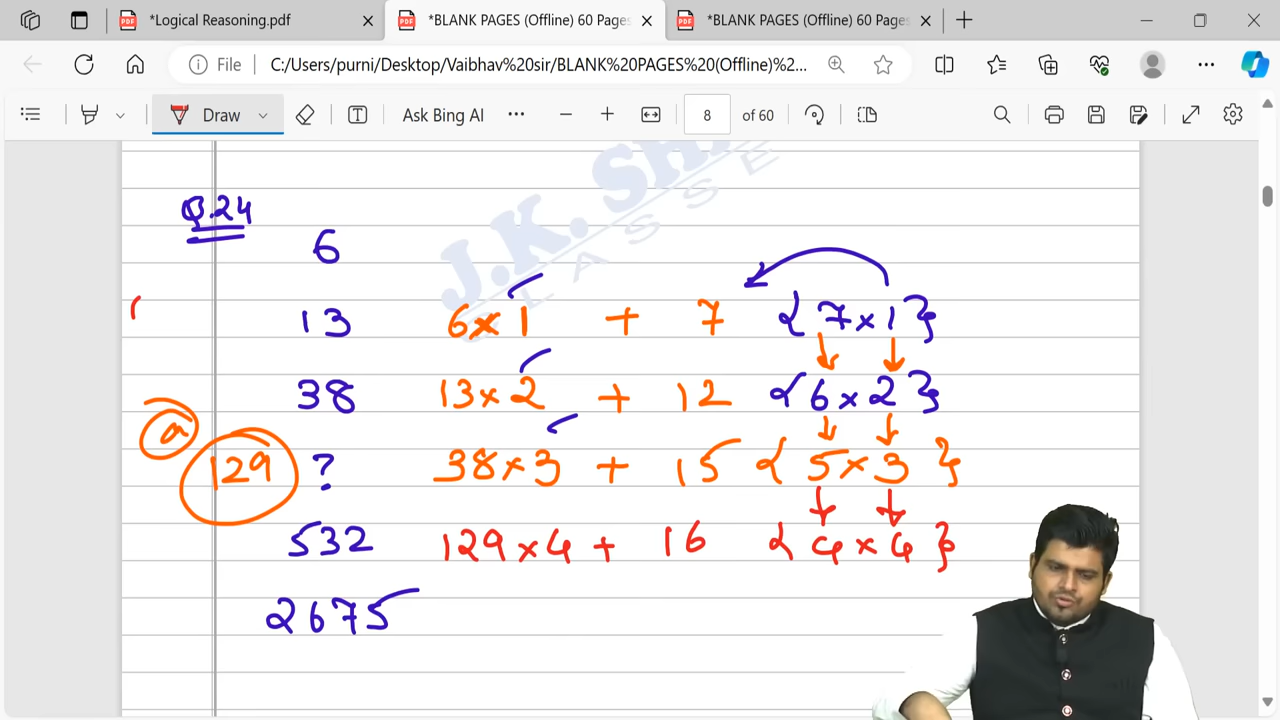 *Logical Reasoning.pdf
*BLANK PAGES (Offline) 60 Pages
*BLANK PAGES (Offline) 60 Pages
File C:/Users/purni/Desktop/Vaibhav%20sir/BLANK%20PAGES%20(Offline)%2...
Draw
Ask Bing AI
8 of 60
J.K. SH
CLASSE
Q.24
6
13 6×1 + 7 {7×1}
38 13×2 + 12 {6×2}
a
129 ? 38×3 + 15 {5×3}
532 129×4 + 16 {4×4}
2675